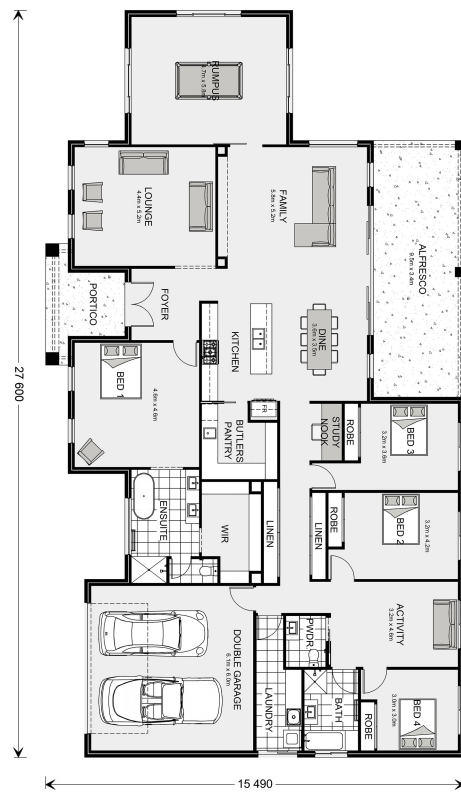 RUMPUS
5.7m x 5.8m
LOUNGE
4.4m x 5.2m
FAMILY
5.8m x 5.2m
ALFRESCO
9.5m x 3.4m
PORTICO
FOYER
KITCHEN
DINE
3.6m x 3.5m
27 600
BED 1
4.6m x 4.6m
BUTLERS
PANTRY
FR
STUDY
NOOK
ROBE
BED 3
3.2m x 3.6m
ENSUITE
WIR
LINEN
LINEN
ROBE
BED 2
3.2m x 4.2m
DOUBLE GARAGE
6.1m x 6.0m
PWDR
LAUNDRY
BATH
ACTIVITY
3.2m x 4.6m
ROBE
BED 4
3.0m x 3.0m
15 490